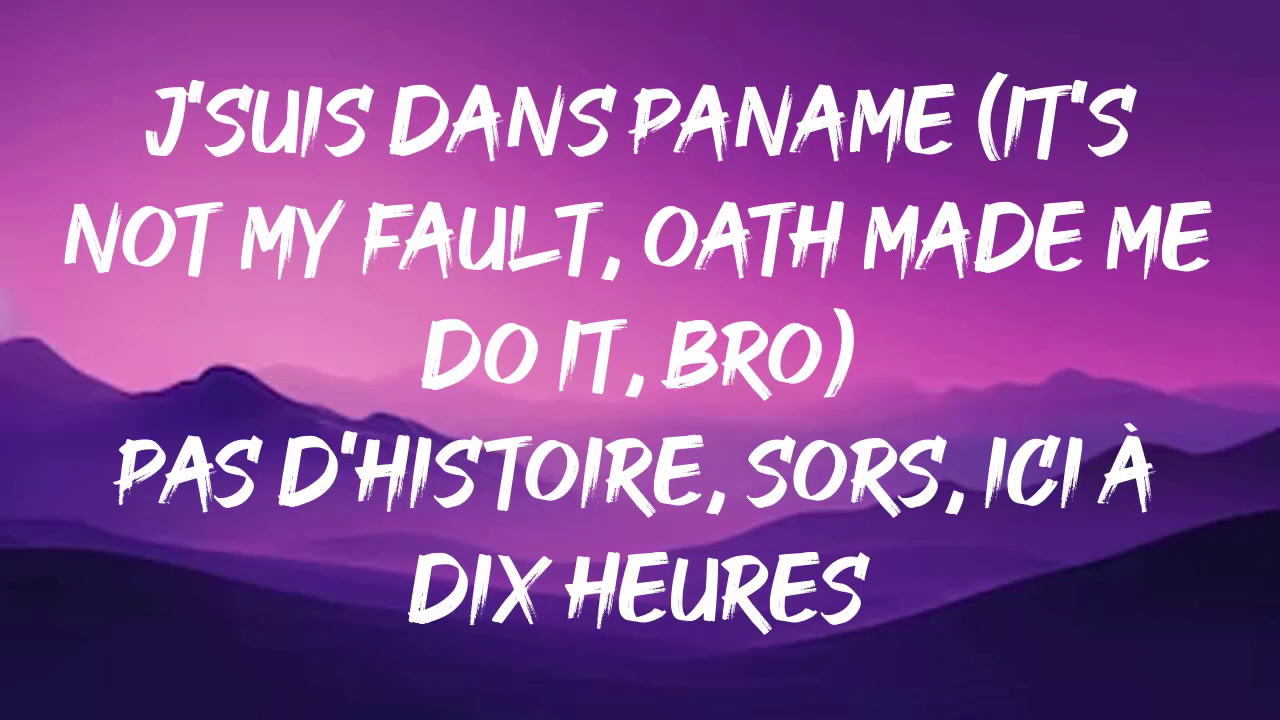 J'SUIS DANS PANAME (IT'S
NOT MY FAULT, OATH MADE ME
DO IT, BRO)
PAS D'HISTOIRE, SORS, ICI À
DIX HEURES